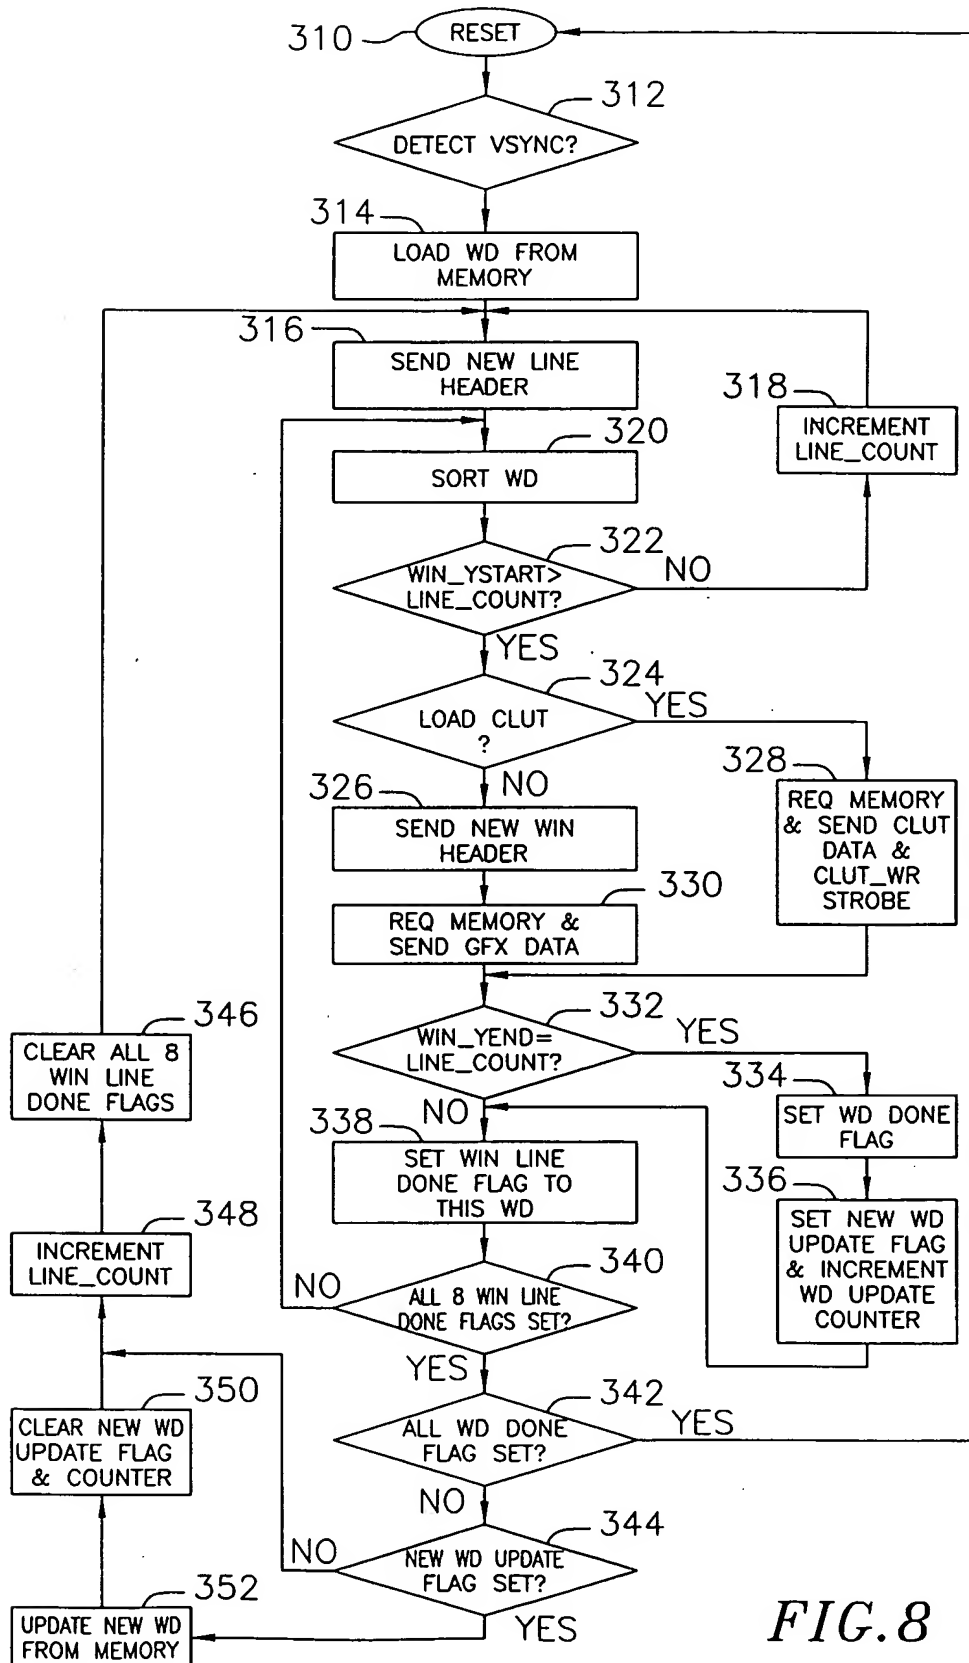 310
RESET
312
DETECT VSYNC?
314
LOAD WD FROM
MEMORY
316
SEND NEW LINE
HEADER
318
INCREMENT
LINE_COUNT
320
SORT WD
322
WIN_YSTART>
LINE_COUNT?
NO
YES
324
LOAD CLUT
?
YES
NO
326
SEND NEW WIN
HEADER
328
REQ MEMORY
& SEND CLUT
DATA &
CLUT_WR
STROBE
330
REQ MEMORY &
SEND GFX DATA
332
WIN_YEND=
LINE_COUNT?
YES
NO
334
SET WD DONE
FLAG
336
SET NEW WD
UPDATE FLAG
& INCREMENT
WD UPDATE
COUNTER
338
SET WIN LINE
DONE FLAG TO
THIS WD
340
ALL 8 WIN LINE
DONE FLAGS SET?
NO
YES
342
ALL WD DONE
FLAG SET?
YES
NO
344
NEW WD UPDATE
FLAG SET?
NO
YES
346
CLEAR ALL 8
WIN LINE
DONE FLAGS
348
INCREMENT
LINE_COUNT
350
CLEAR NEW WD
UPDATE FLAG
& COUNTER
352
UPDATE NEW WD
FROM MEMORY
FIG.8